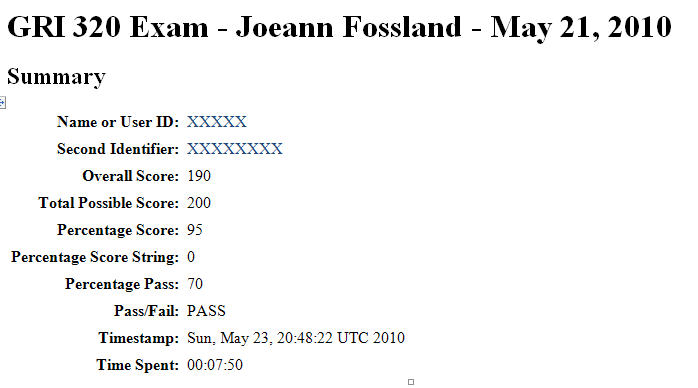 GRI 320 Exam - Joeann Fossland - May 21, 2010
Summary
Name or User ID: XXXXX
Second Identifier: XXXXXXXX
Overall Score: 190
Total Possible Score: 200
Percentage Score: 95
Percentage Score String: 0
Percentage Pass: 70
Pass/Fail: PASS
Timestamp: Sun, May 23, 20:48:22 UTC 2010
Time Spent: 00:07:50